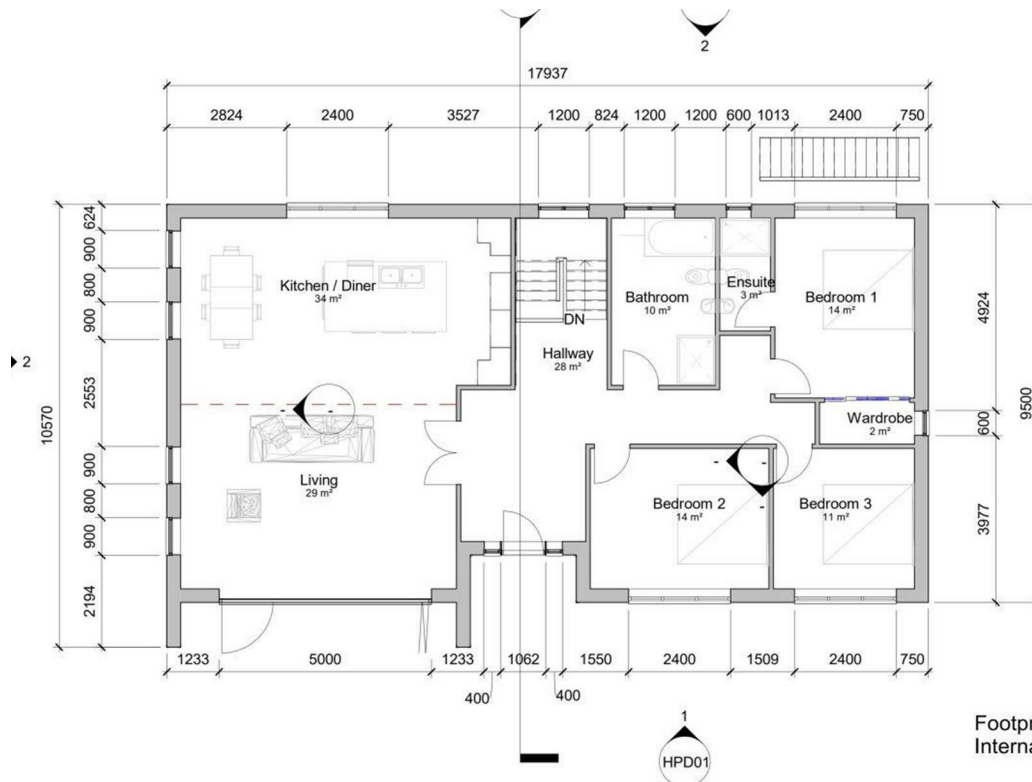 2
17937
2824 2400 3527 1200 824 1200 1200 600 1013 2400 750
10570
624
900
800
900
2553
900
800
900
2194
2
Kitchen / Diner
34 m²
DN
Hallway
28 m²
Bathroom
10 m²
Ensuite
3 m²
Bedroom 1
14 m²
Wardrobe
2 m²
Living
29 m²
Bedroom 2
14 m²
Bedroom 3
11 m²
4924
600
3977
9500
1233 5000 1233 1062 1550 2400 1509 2400 750
400 400
1
HPD01
Footpr
Interna